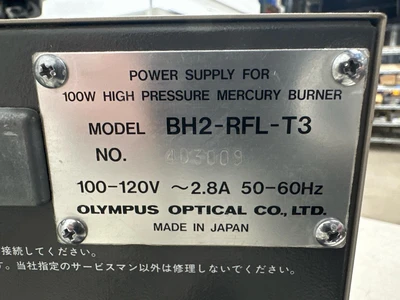 POWER SUPPLY FOR
100W HIGH PRESSURE MERCURY BURNER
MODEL BH2-RFL-T3
NO. 403009
100-120V ～2.8A 50-60Hz
OLYMPUS OPTICAL CO., LTD.
MADE IN JAPAN
接続してください。
す。当社指定のサービスマン以外は修理しないでください。